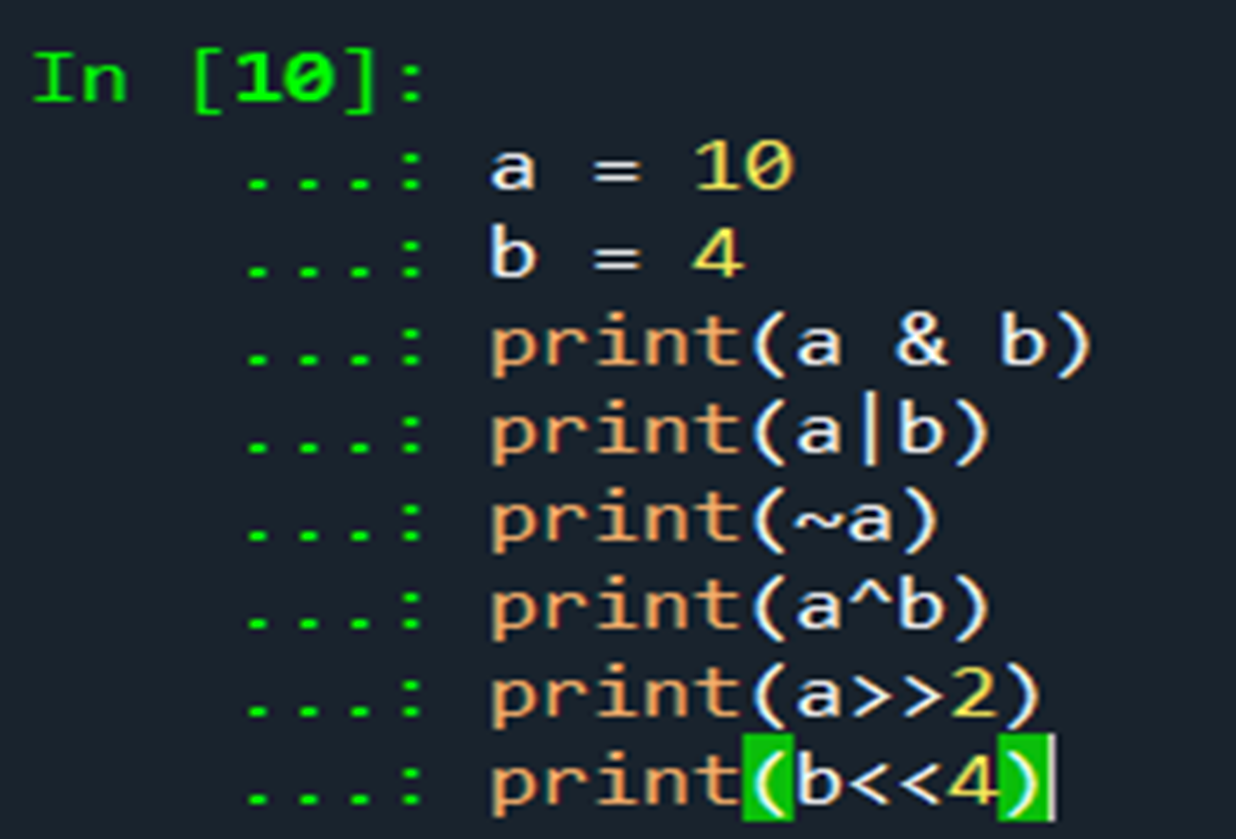 In [10]:
...: a = 10
...: b = 4
...: print(a & b)
...: print(a|b)
...: print(~a)
...: print(a^b)
...: print(a>>2)
...: print(b<<4)